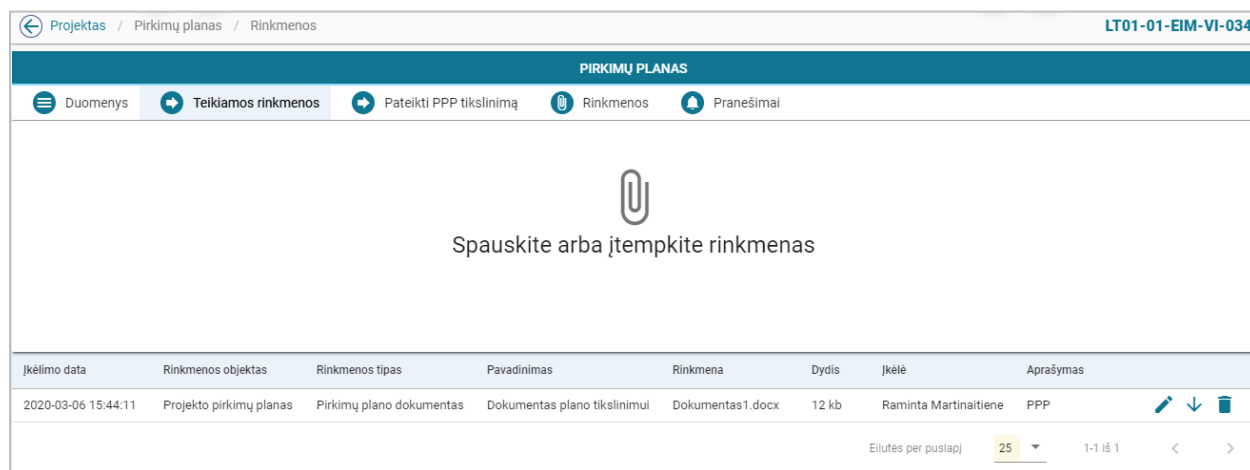 Projektas / Pirkimų planas / Rinkmenos LT01-01-EIM-VI-034
PIRKIMŲ PLANAS
Duomenys Teikiamos rinkmenos Pateikti PPP tikslinimą Rinkmenos Pranešimai
Spauskite arba įtempkite rinkmenas
Įkėlimo data Rinkmenos objektas Rinkmenos tipas Pavadinimas Rinkmena Dydis Įkėlė Aprašymas
2020-03-06 15:44:11 Projekto pirkimų planas Pirkimų plano dokumentas Dokumentas plano tikslinimui Dokumentas1.docx 12 kb Raminta Martinaitiene PPP
Eilutės per puslapį 25 1-1 iš 1